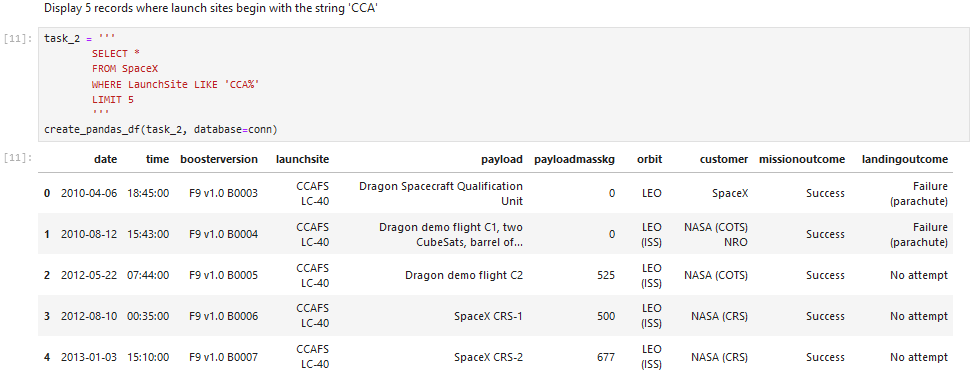 Display 5 records where launch sites begin with the string 'CCA'
[11]: task_2 = '''
SELECT *
FROM SpaceX
WHERE LaunchSite LIKE 'CCA%'
LIMIT 5
'''
create_pandas_df(task_2, database=conn)
[11]: date time boosterversion launchsite payload payloadmasskg orbit customer missionoutcome landingoutcome
0 2010-04-06 18:45:00 F9 v1.0 B0003 CCAFS LC-40 Dragon Spacecraft Qualification Unit 0 LEO SpaceX Success Failure (parachute)
1 2010-08-12 15:43:00 F9 v1.0 B0004 CCAFS LC-40 Dragon demo flight C1, two CubeSats, barrel of... 0 LEO (ISS) NASA (COTS) NRO Success Failure (parachute)
2 2012-05-22 07:44:00 F9 v1.0 B0005 CCAFS LC-40 Dragon demo flight C2 525 LEO (ISS) NASA (COTS) Success No attempt
3 2012-08-10 00:35:00 F9 v1.0 B0006 CCAFS LC-40 SpaceX CRS-1 500 LEO (ISS) NASA (CRS) Success No attempt
4 2013-01-03 15:10:00 F9 v1.0 B0007 CCAFS LC-40 SpaceX CRS-2 677 LEO (ISS) NASA (CRS) Success No attempt